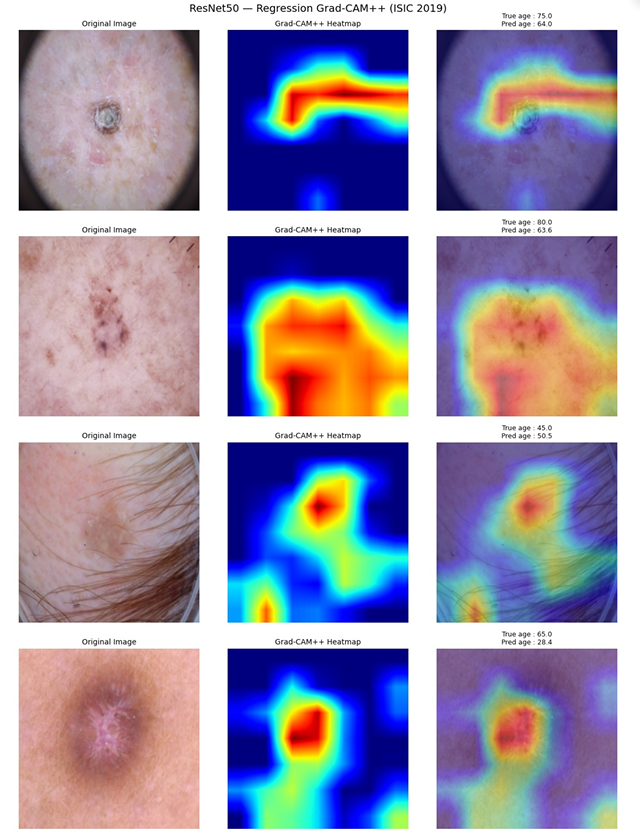 ResNet50 — Regression Grad-CAM++ (ISIC 2019)
Original Image
Grad-CAM++ Heatmap
True age : 75.0
Pred age : 64.0
Original Image
Grad-CAM++ Heatmap
True age : 80.0
Pred age : 63.6
Original Image
Grad-CAM++ Heatmap
True age : 45.0
Pred age : 50.5
Original Image
Grad-CAM++ Heatmap
True age : 65.0
Pred age : 28.4